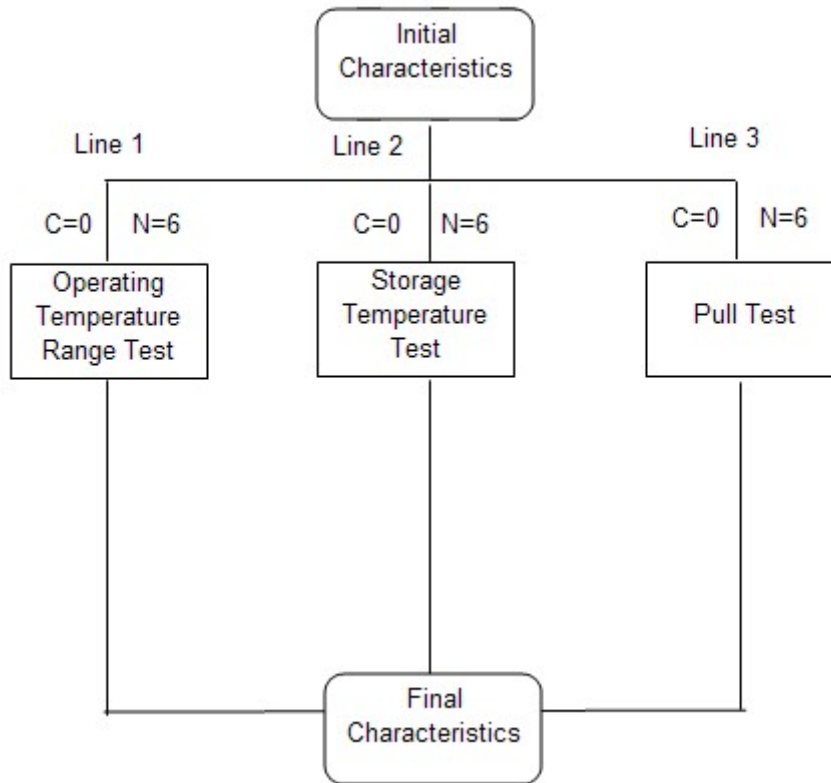 Initial
Characteristics
Line 1
Line 2
Line 3
C=0 N=6
C=0 N=6
C=0 N=6
Operating
Temperature
Range Test
Storage
Temperature
Test
Pull Test
Final
Characteristics